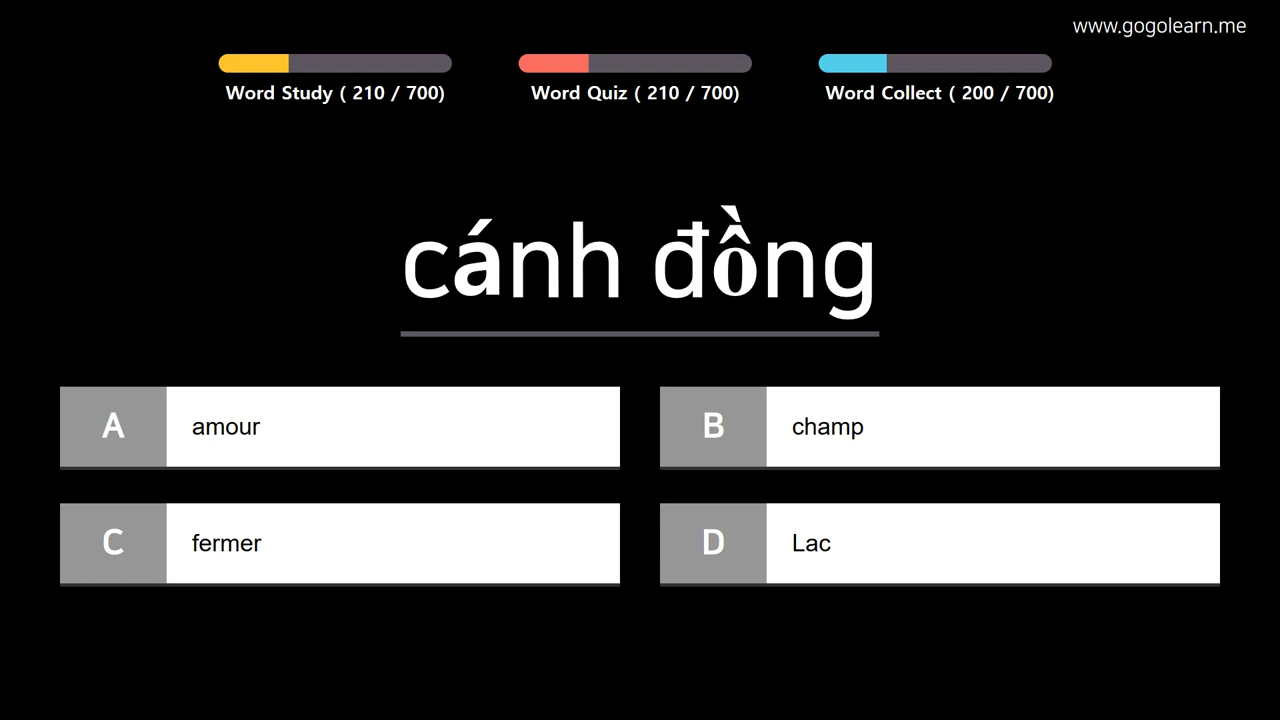 www.gogolearn.me
Word Study ( 210 / 700)
Word Quiz ( 210 / 700)
Word Collect ( 200 / 700)
cánh đồng
A amour
B champ
C fermer
D Lac